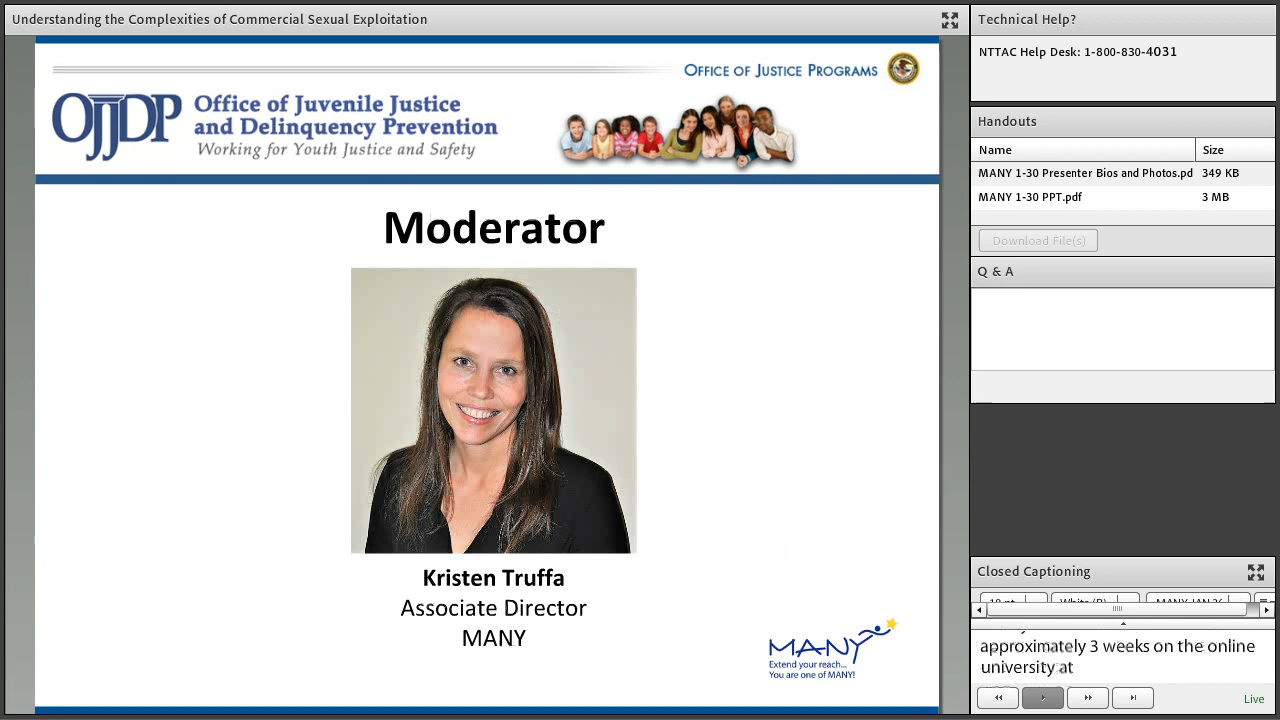 Understanding the Complexities of Commercial Sexual Exploitation
OFFICE OF JUSTICE PROGRAMS
OJJDP
Office of Juvenile Justice
and Delinquency Prevention
Working for Youth Justice and Safety
Moderator
Kristen Truffa
Associate Director
MANY
MANY
Extend your reach...
You are one of MANY!
Technical Help?
NTTAC Help Desk: 1-800-830-4031
Handouts
Name Size
MANY 1-30 Presenter Bios and Photos.pd 349 KB
MANY 1-30 PPT.pdf 3 MB
Download File(s)
Q & A
Closed Captioning
approximately 3 weeks on the online
university at
Live